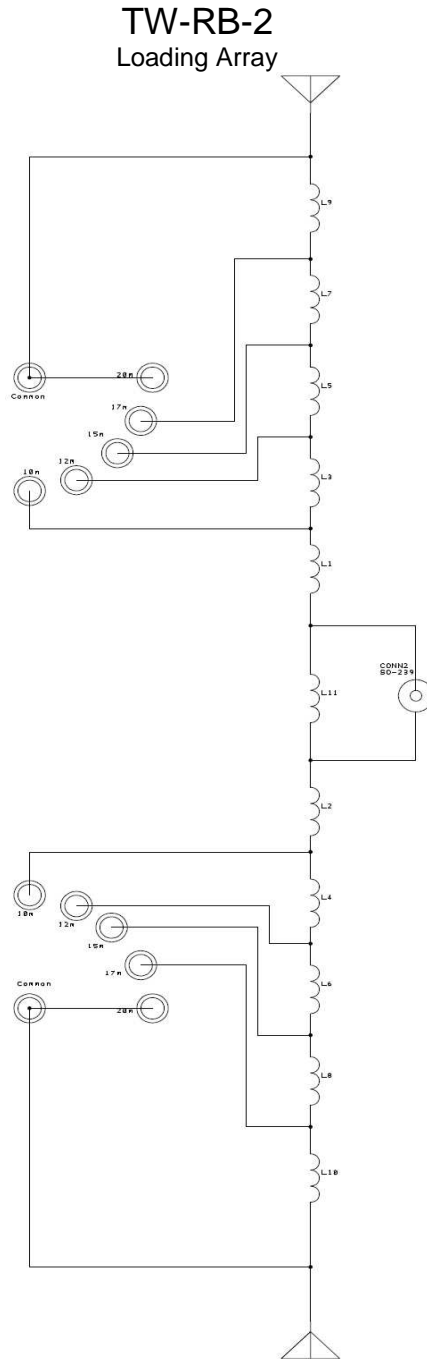 TW-RB-2
Loading Array
L9
L7
L5
20m
Common
17m
15m
12m
10m
L3
L1
CONN2
SO-239
L11
L2
10m
12m
15m
17m
Common
20m
L4
L6
L8
L10